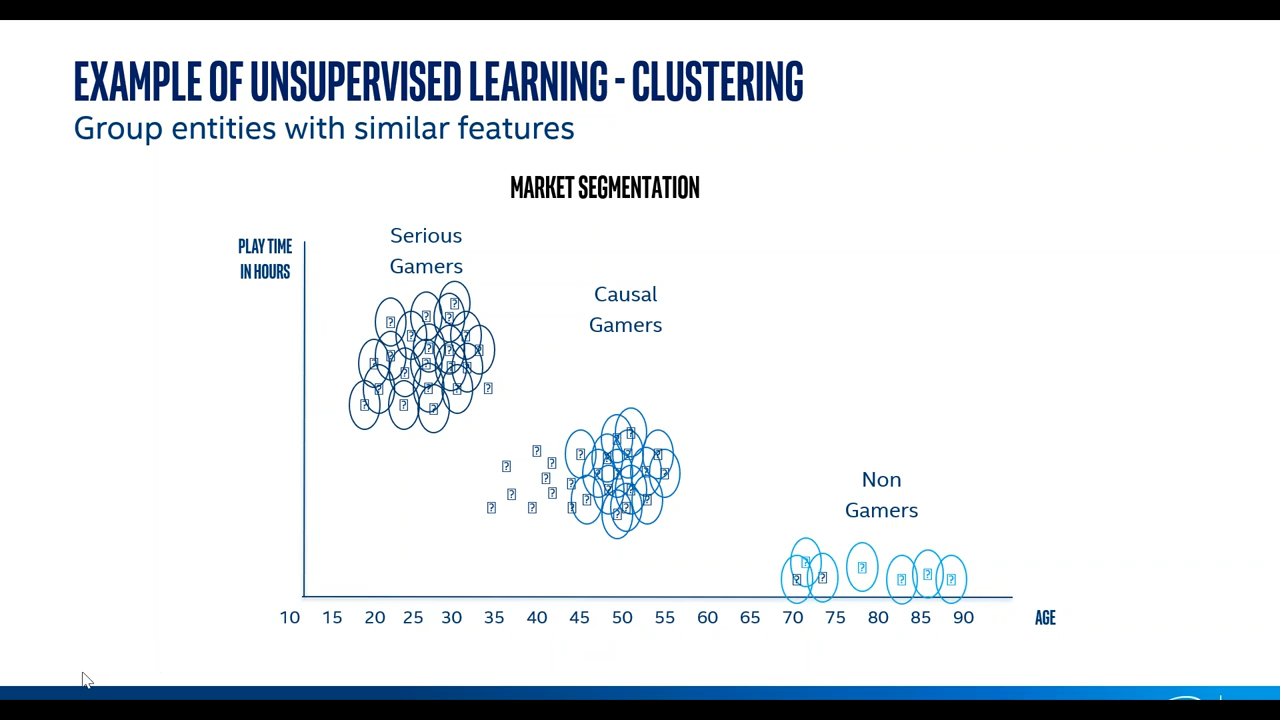 EXAMPLE OF UNSUPERVISED LEARNING - CLUSTERING
Group entities with similar features
MARKET SEGMENTATION
PLAY TIME
IN HOURS
Serious
Gamers
Causal
Gamers
Non
Gamers
10 15 20 25 30 35 40 45 50 55 60 65 70 75 80 85 90 AGE